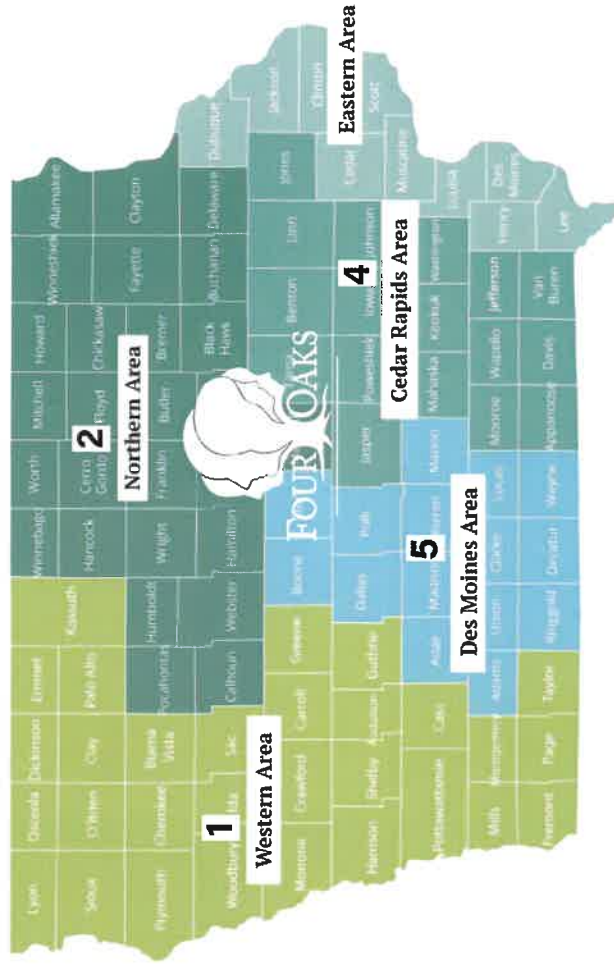 Lyon
Osceola
Dickinson
Emmet
Winnebago
Worth
Mitchell
Howard
Winneshiek
Allamakee
Kossuth
Sioux
O'Brien
Clay
Palo Alto
Hancock
Cerro
Gordo
2
Floyd
Chickasaw
Northern Area
Plymouth
Cherokee
Buena
Vista
Pocahontas
Humboldt
Wright
Franklin
Butler
Bremer
Fayette
Clayton
Woodbury
1
Sac
Calhoun
Webster
Hamilton
Black
Hawk
Buchanan
Delaware
Dubuque
Western Area
FOUR OAKS
Monona
Crawford
Carroll
Greene
Boone
Benton
Linn
Jones
Jackson
Clinton
Harrison
Shelby
Audubon
Guthrie
Dallas
Polk
Jasper
Poweshiek
Iowa
4
Johnson
Cedar
Scott
Eastern Area
Cedar Rapids Area
Muscatine
Pottawattamie
Cass
Adair
5
Marion
Mahaska
Keokuk
Washington
Louisa
Des Moines Area
Mills
Montgomery
Adams
Union
Clarke
Lucas
Monroe
Wapello
Jefferson
Henry
Des
Moines
Fremont
Page
Taylor
Ringgold
Decatur
Wayne
Appanoose
Davis
Van
Buren
Lee